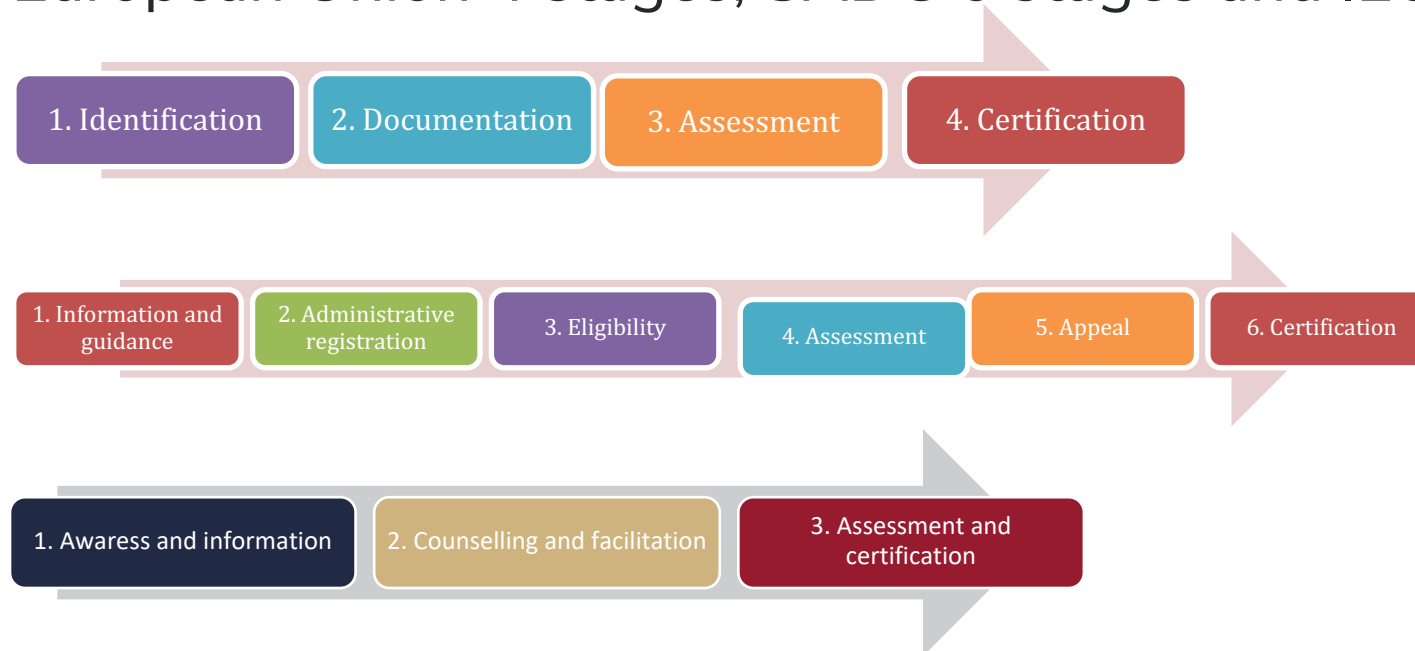 1. Identification
2. Documentation
3. Assessment
4. Certification
1. Information and
guidance
2. Administrative
registration
3. Eligibility
4. Assessment
5. Appeal
6. Certification
1. Awaress and information
2. Counselling and facilitation
3. Assessment and
certification